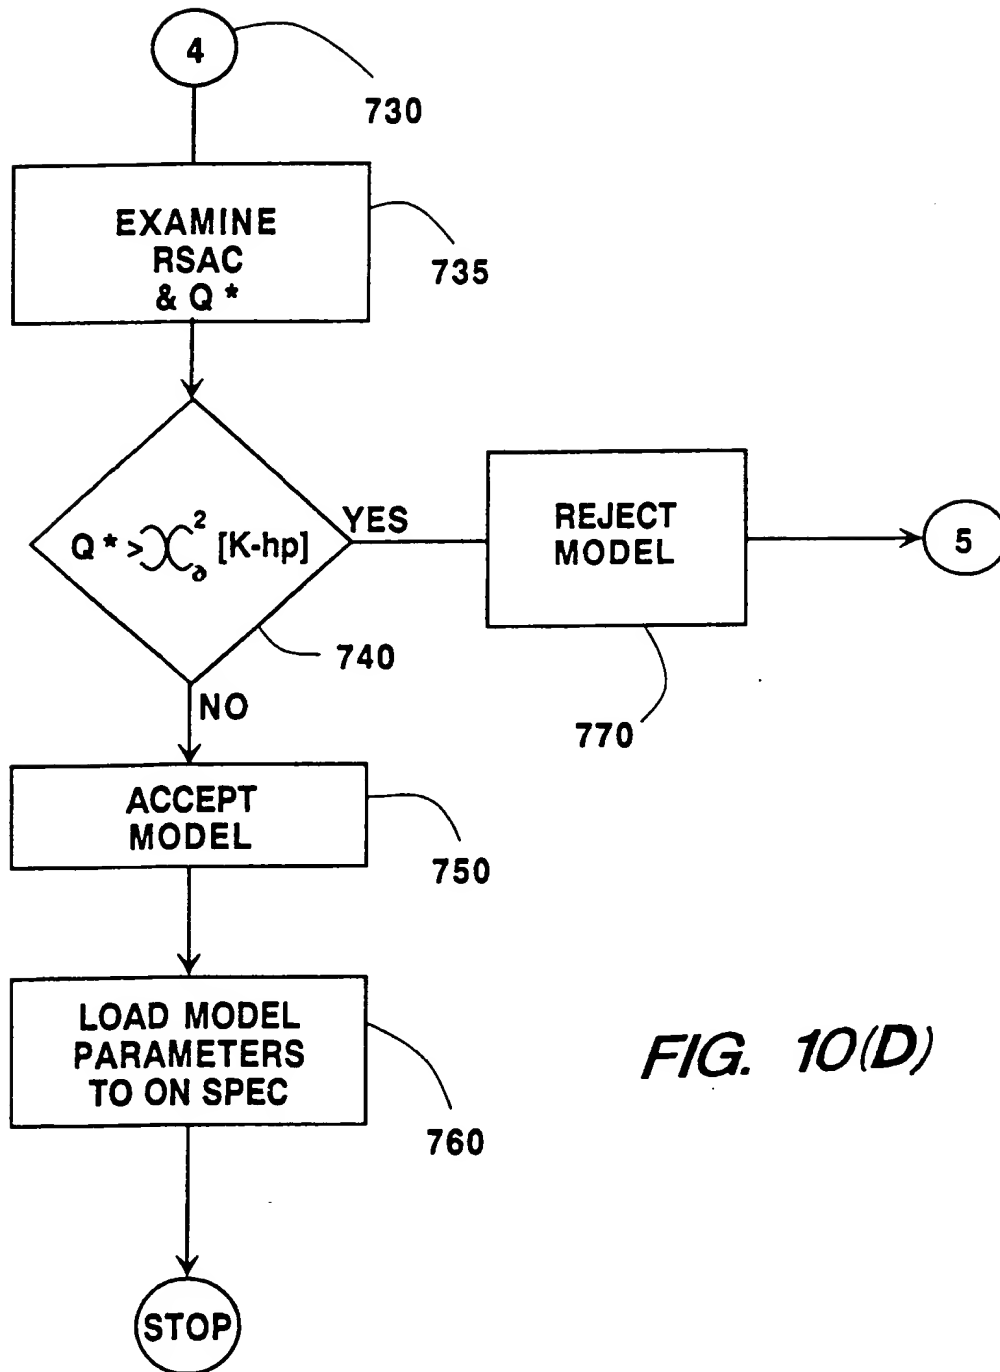 4
730
EXAMINE
RSAC
& Q *
735
Q * > χ²∂ [K-hp]
YES
REJECT
MODEL
5
740
770
NO
ACCEPT
MODEL
750
LOAD MODEL
PARAMETERS
TO ON SPEC
760
FIG. 10(D)
STOP